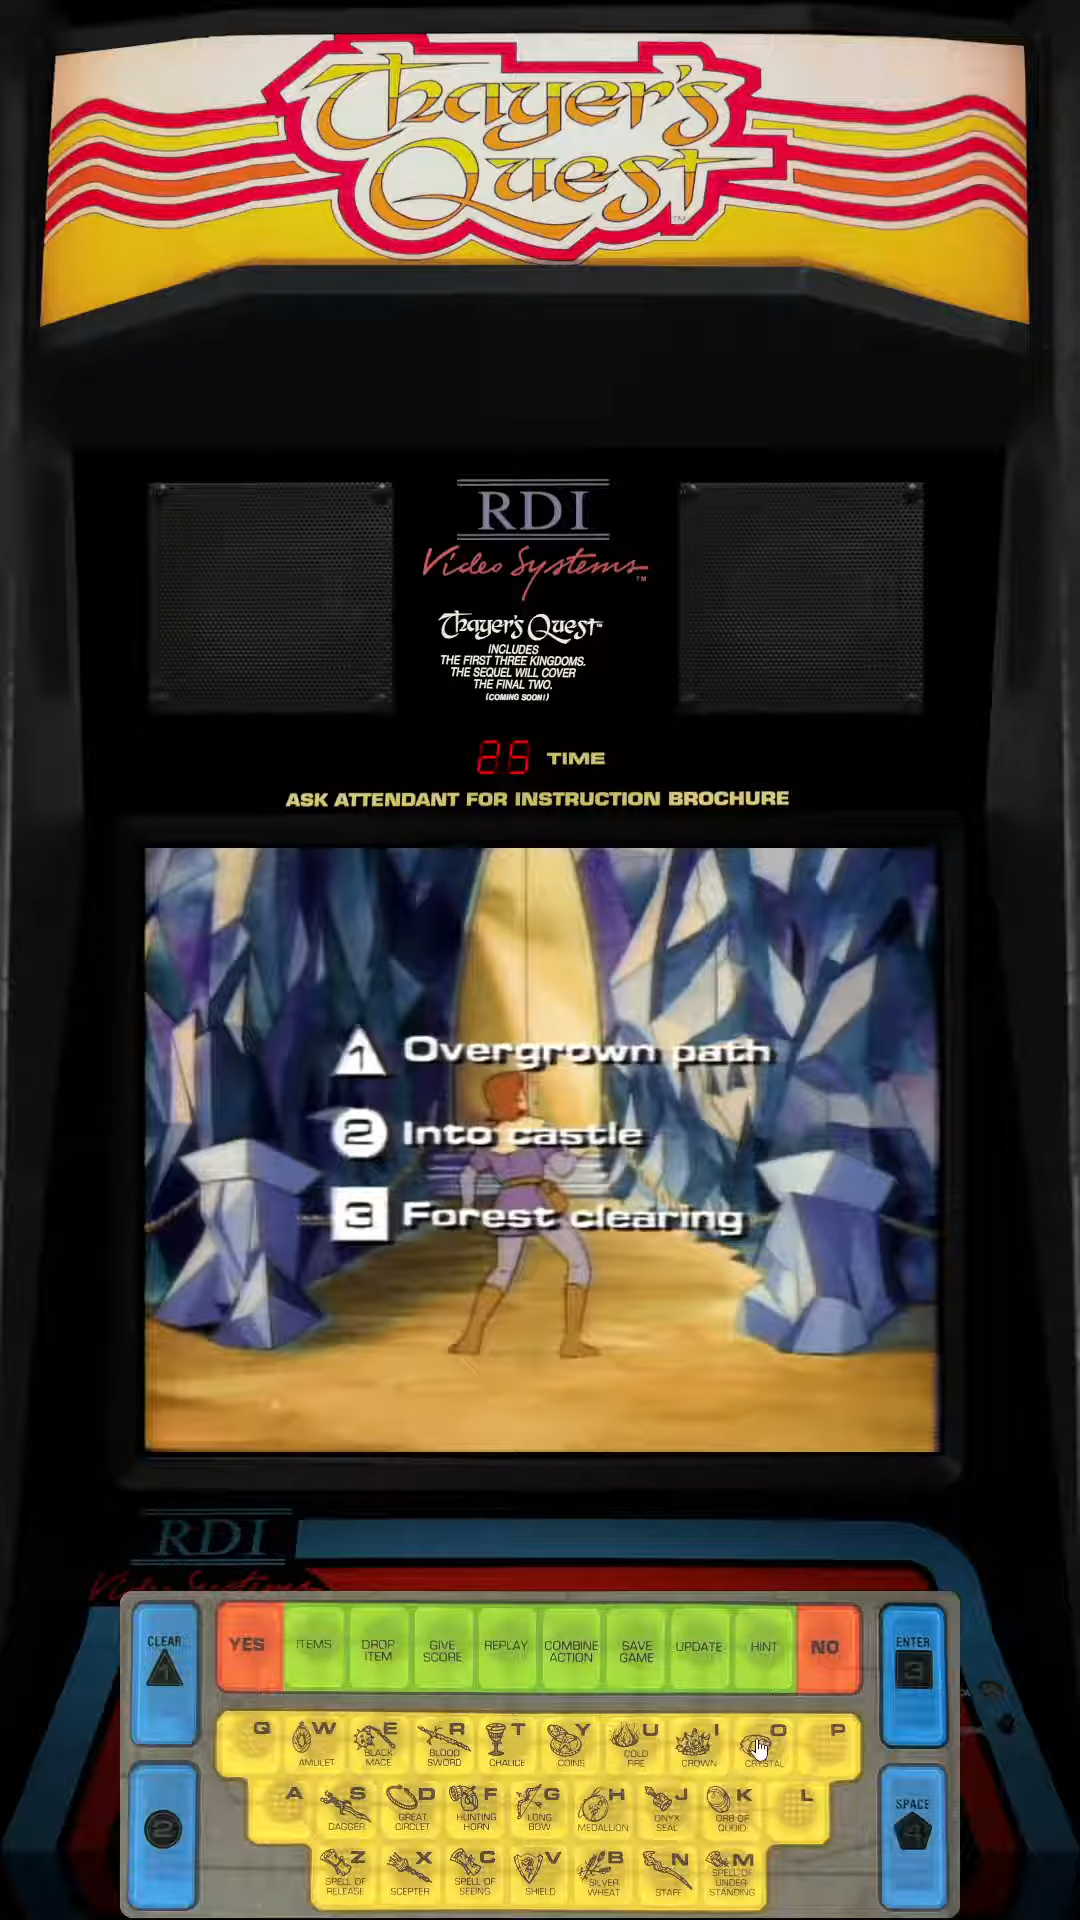 Thayer's
Quest™
RDI
Video Systems™
Thayer's Quest™
INCLUDES
THE FIRST THREE KINGDOMS.
THE SEQUEL WILL COVER
THE FINAL TWO.
(COMING SOON!)
25 TIME
ASK ATTENDANT FOR INSTRUCTION BROCHURE
1 Overgrown path
2 Into castle
3 Forest clearing
RDI
Video Systems
CLEAR 1
YES
ITEMS
DROP ITEM
GIVE SCORE
REPLAY
COMBINE ACTION
SAVE GAME
UPDATE
HINT
NO
ENTER 3
Q W E R T Y U I O P
AMULET
BLACK MACE
BLOOD SWORD
CHALICE
COINS
COLD FIRE
CROWN
CRYSTAL
2
A S D F G H J K L
DAGGER
GREAT CIRCLET
HUNTING HORN
LONG BOW
MEDALLION
ONYX SEAL
ORB OF QUOID
SPACE 4
Z X C V B N M
SPELL OF RELEASE
SCEPTER
SPELL OF SEEING
SHIELD
SILVER WHEAT
STAFF
SPELL OF UNDER- STANDING